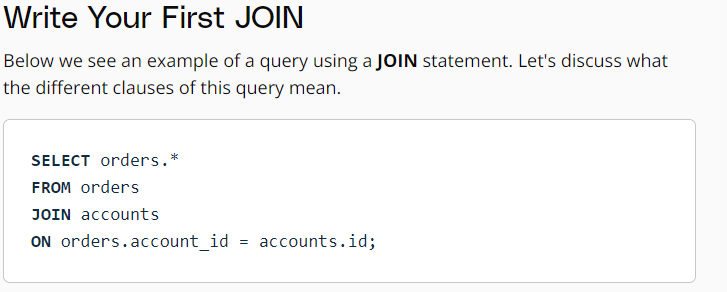 Write Your First JOIN
Below we see an example of a query using a JOIN statement. Let's discuss what
the different clauses of this query mean.
SELECT orders.*
FROM orders
JOIN accounts
ON orders.account_id = accounts.id;